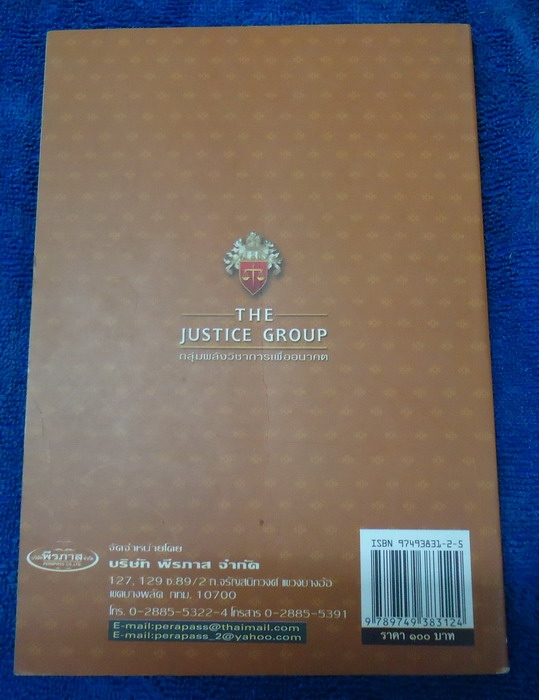 THE
JUSTICE GROUP
กลุ่มพลังวิชาการเพื่ออนาคต
พีรภาส
จัดจำหน่ายโดย
บริษัท พีรภาส จำกัด
127, 129 ซ.89/2 ถ.จรัญสนิทวงศ์ แขวงบางอ้อ
เขตบางพลัด กทม. 10700
โทร. 0-2885-5322-4 โทรสาร 0-2885-5391
E-mail:perapass@thaimail.com
E-mail:perapass_2@yahoo.com
ISBN 97493831-2-5
9 789749 383124
ราคา ๑๐๐ บาท